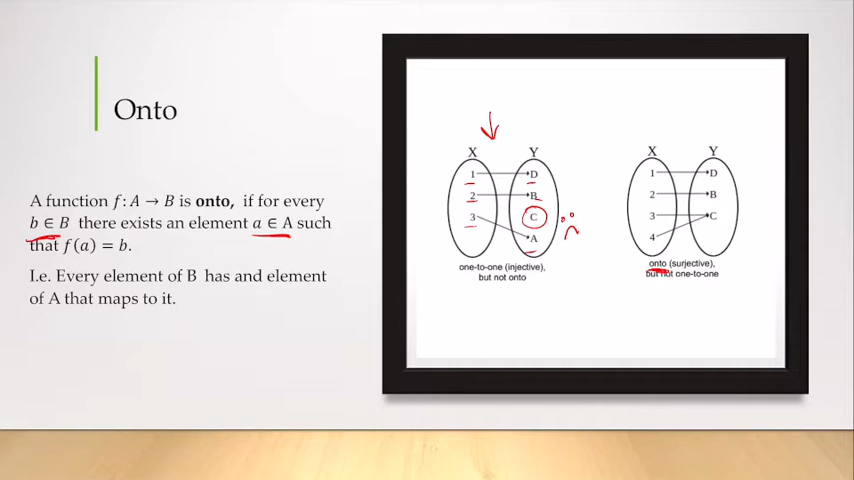 Onto
A function f: A → B is onto, if for every
b ∈ B there exists an element a ∈ A such
that f(a) = b.
I.e. Every element of B has and element
of A that maps to it.
X Y
1 D
2 B
3 C
A
one-to-one (injective),
but not onto
X Y
1 D
2 B
3 C
4
onto (surjective),
but not one-to-one